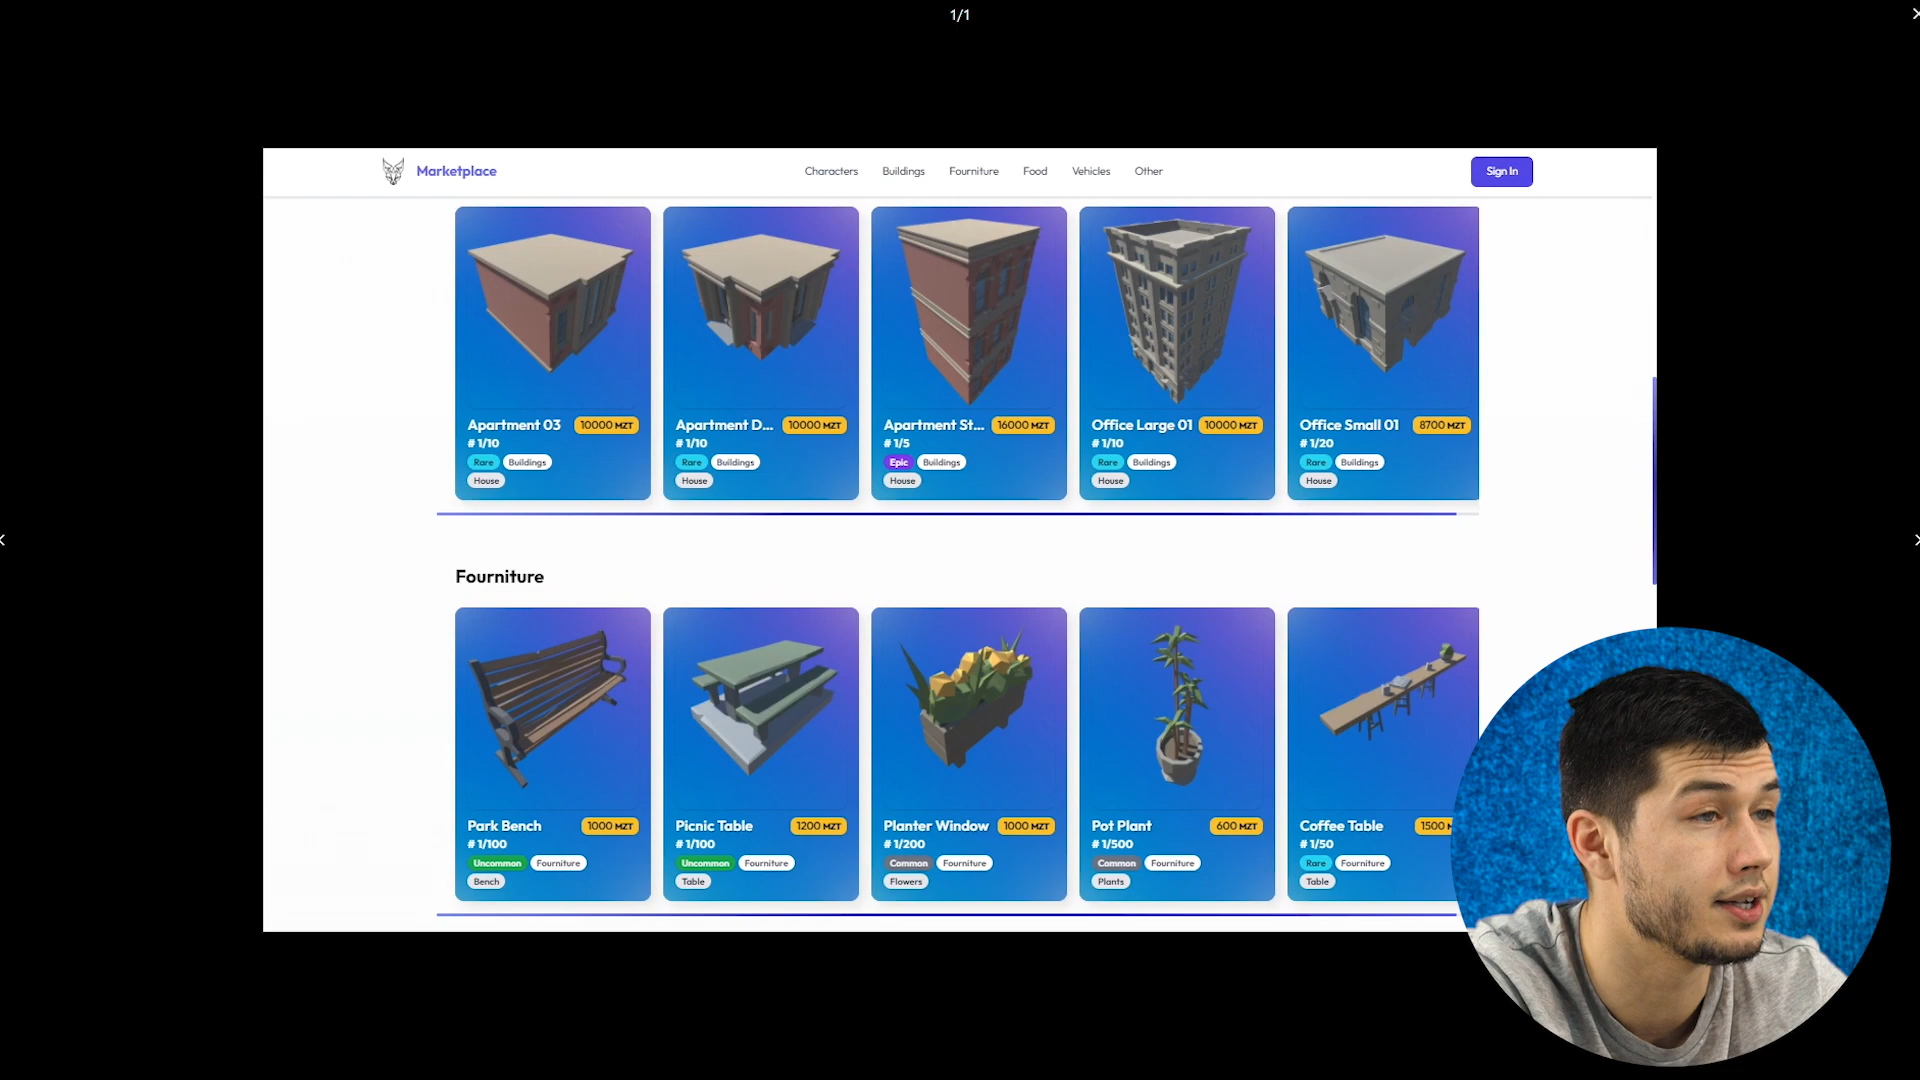 1/1
Marketplace
Characters Buildings Fourniture Food Vehicles Other
Sign In
Apartment 03 10000 MZT
# 1/10
Rare Buildings
House
Apartment D... 10000 MZT
# 1/10
Rare Buildings
House
Apartment St... 16000 MZT
# 1/5
Epic Buildings
House
Office Large 01 10000 MZT
# 1/10
Rare Buildings
House
Office Small 01 8700 MZT
# 1/20
Rare Buildings
House
Fourniture
Park Bench 1000 MZT
# 1/100
Uncommon Fourniture
Bench
Picnic Table 1200 MZT
# 1/100
Uncommon Fourniture
Table
Planter Window 1000 MZT
# 1/200
Common Fourniture
Flowers
Pot Plant 600 MZT
# 1/500
Common Fourniture
Plants
Coffee Table 1500
# 1/50
Rare Fourniture
Table